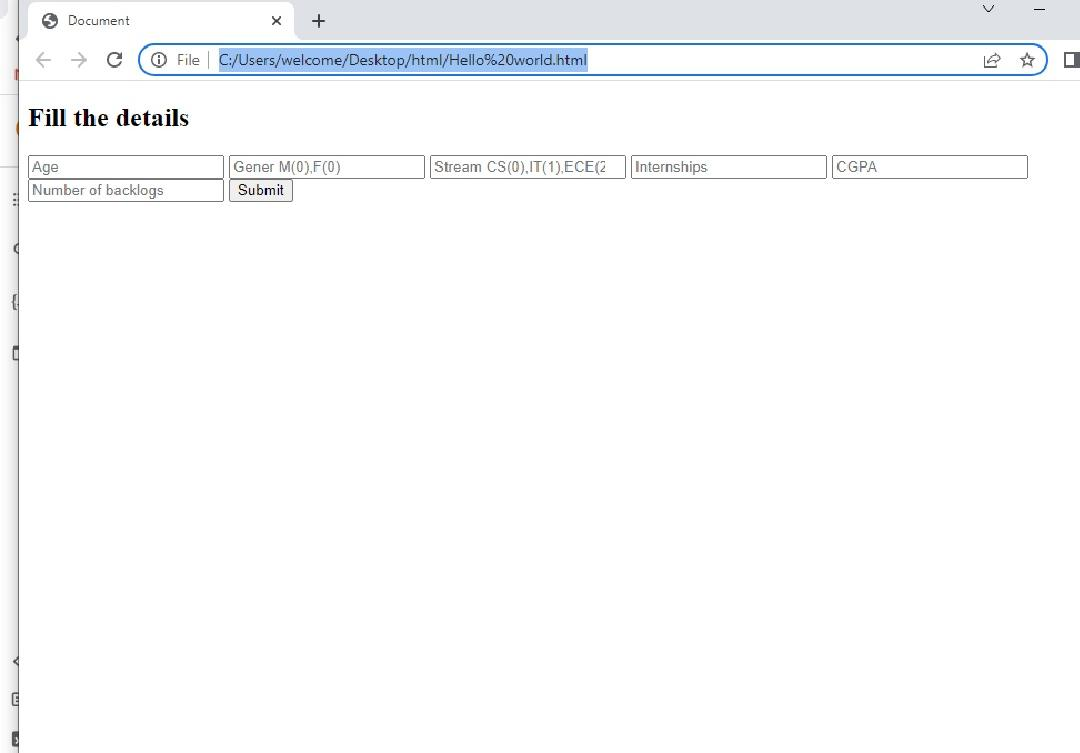 Document
File C:/Users/welcome/Desktop/html/Hello%20world.html
Fill the details
Age Gener M(0),F(0) Stream CS(0),IT(1),ECE(2 Internships CGPA
Number of backlogs Submit